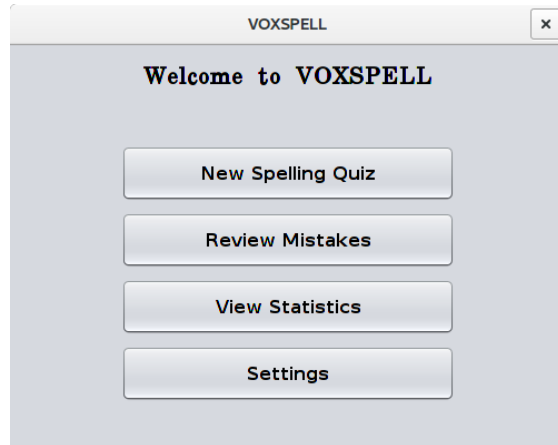 VOXSPELL
Welcome to VOXSPELL
New Spelling Quiz
Review Mistakes
View Statistics
Settings